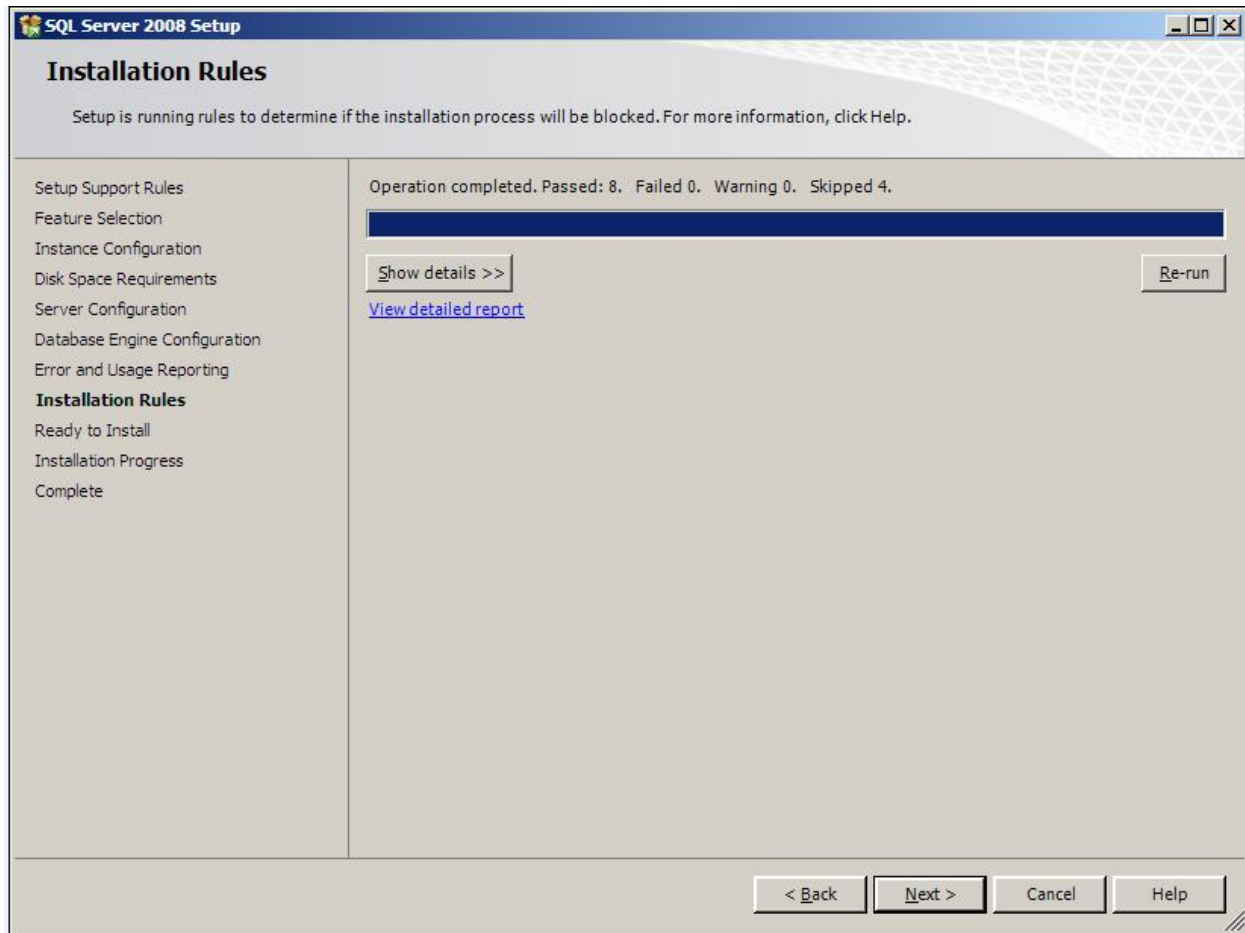 SQL Server 2008 Setup
Installation Rules
Setup is running rules to determine if the installation process will be blocked. For more information, click Help.
Setup Support Rules
Feature Selection
Instance Configuration
Disk Space Requirements
Server Configuration
Database Engine Configuration
Error and Usage Reporting
Installation Rules
Ready to Install
Installation Progress
Complete
Operation completed. Passed: 8. Failed 0. Warning 0. Skipped 4.
Show details >>
Re-run
View detailed report
< Back
Next >
Cancel
Help